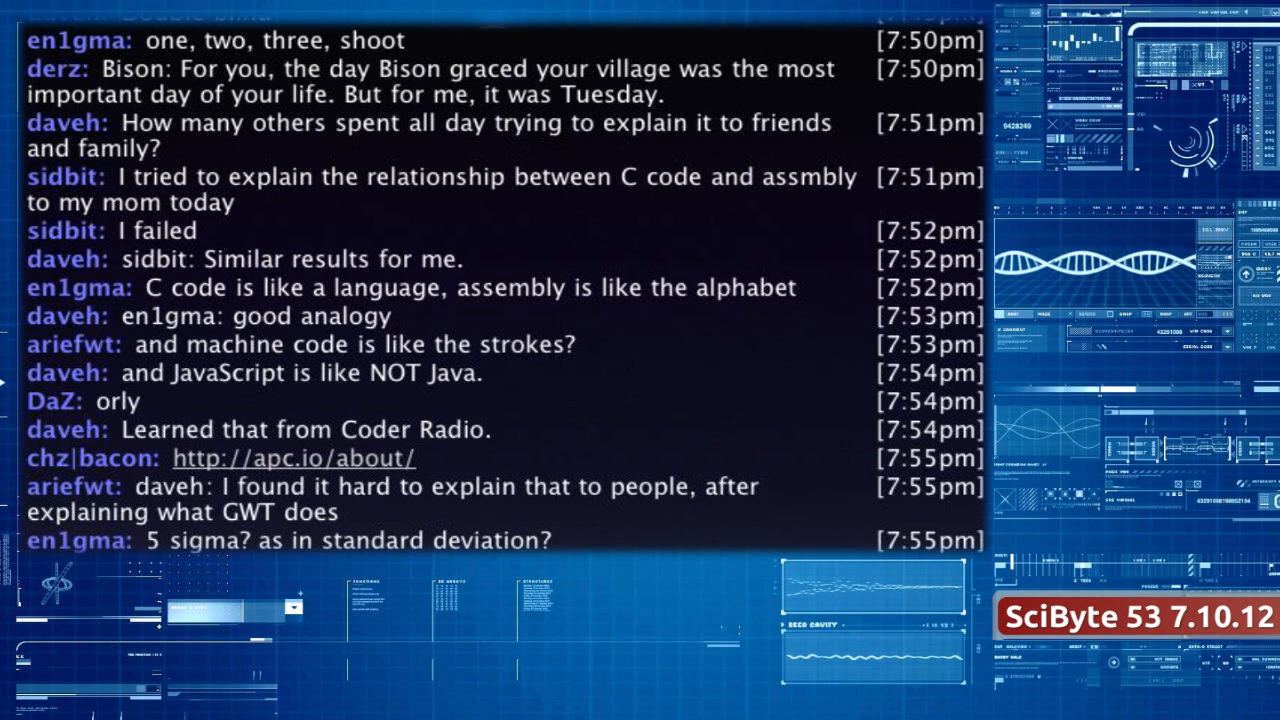 en1gma: one, two, three, shoot [7:50pm]
derz: Bison: For you, the day Bison graced your village was the most [7:50pm]
important day of your life. But for me, it was Tuesday.
daveh: How many others spent all day trying to explain it to friends [7:51pm]
and family?
sidbit: I tried to explain the relationship between C code and assmbly [7:51pm]
to my mom today
sidbit: I failed [7:52pm]
daveh: sidbit: Similar results for me. [7:52pm]
en1gma: C code is like a language, assembly is like the alphabet [7:52pm]
daveh: en1gma: good analogy [7:53pm]
ariefwt: and machine code is like the strokes? [7:53pm]
daveh: and JavaScript is like NOT Java. [7:54pm]
DaZ: orly [7:54pm]
daveh: Learned that from Coder Radio. [7:54pm]
chz|bacon: http://apc.io/about/ [7:55pm]
ariefwt: daveh: I found it hard to explain that to people, after [7:55pm]
explaining what GWT does
en1gma: 5 sigma? as in standard deviation? [7:55pm]
9428249
SciByte 53 7.10.12